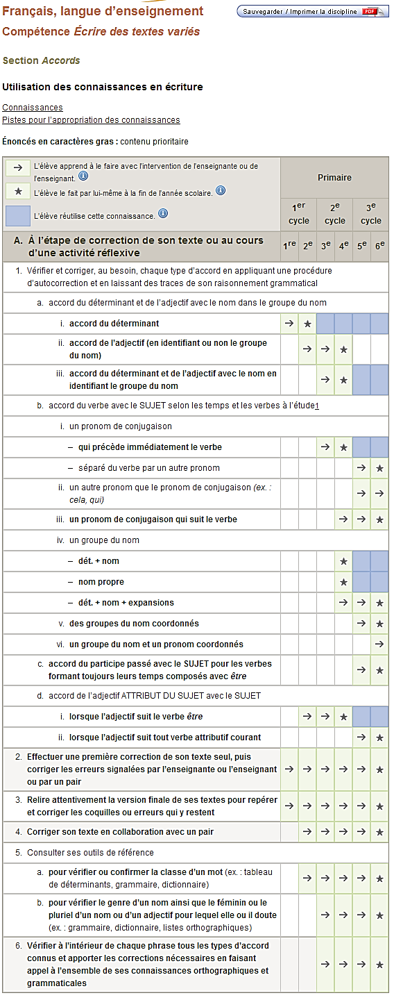 Français, langue d'enseignement
Sauvegarder / Imprimer la discipline PDF
Compétence Écrire des textes variés
Section Accords
Utilisation des connaissances en écriture
Connaissances
Pistes pour l'appropriation des connaissances
Énoncés en caractères gras : contenu prioritaire
→ L'élève apprend à le faire avec l'intervention de l'enseignante ou de
l'enseignant. i
★ L'élève le fait par lui-même à la fin de l'année scolaire. i
L'élève réutilise cette connaissance. i
Primaire
1er cycle 2e cycle 3e cycle
A. À l'étape de correction de son texte ou au cours
d'une activité réflexive
1re 2e 3e 4e 5e 6e
1. Vérifier et corriger, au besoin, chaque type d'accord en appliquant une procédure
d'autocorrection et en laissant des traces de son raisonnement grammatical
a. accord du déterminant et de l'adjectif avec le nom dans le groupe du nom
i. accord du déterminant → ★
ii. accord de l'adjectif (en identifiant ou non le groupe
du nom) → → ★
iii. accord du déterminant et de l'adjectif avec le nom en
identifiant le groupe du nom → ★
b. accord du verbe avec le SUJET selon les temps et les verbes à l'étude1
i. un pronom de conjugaison
– qui précède immédiatement le verbe → ★
– séparé du verbe par un autre pronom → ★
ii. un autre pronom que le pronom de conjugaison (ex. :
cela, qui) → →
iii. un pronom de conjugaison qui suit le verbe → → ★
iv. un groupe du nom
– dét. + nom ★
– nom propre ★
– dét. + nom + expansions → → ★
v. des groupes du nom coordonnés → ★
vi. un groupe du nom et un pronom coordonnés →
c. accord du participe passé avec le SUJET pour les verbes
formant toujours leurs temps composés avec être → ★
d. accord de l'adjectif ATTRIBUT DU SUJET avec le SUJET
i. lorsque l'adjectif suit le verbe être → → ★
ii. lorsque l'adjectif suit tout verbe attributif courant → ★
2. Effectuer une première correction de son texte seul, puis
corriger les erreurs signalées par l'enseignante ou l'enseignant
ou par un pair → → → → → ★
3. Relire attentivement la version finale de ses textes pour repérer
et corriger les coquilles ou erreurs qui y restent → → → → → ★
4. Corriger son texte en collaboration avec un pair → → → → ★
5. Consulter ses outils de référence
a. pour vérifier ou confirmer la classe d'un mot (ex. : tableau
de déterminants, grammaire, dictionnaire) → → → → ★
b. pour vérifier le genre d'un nom ainsi que le féminin ou le
pluriel d'un nom ou d'un adjectif pour lequel elle ou il doute
(ex. : grammaire, dictionnaire, listes orthographiques) → → → ★
6. Vérifier à l'intérieur de chaque phrase tous les types d'accord
connus et apporter les corrections nécessaires en faisant
appel à l'ensemble de ses connaissances orthographiques et
grammaticales → → → ★